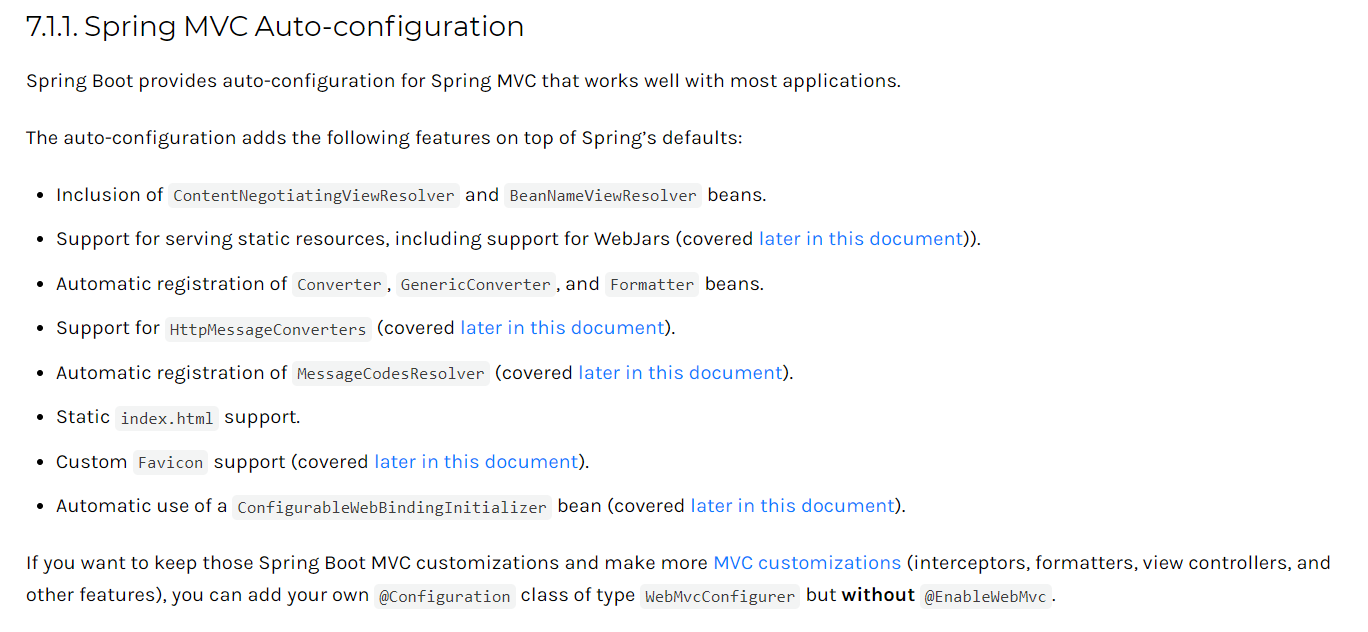 7.1.1. Spring MVC Auto-configuration
Spring Boot provides auto-configuration for Spring MVC that works well with most applications.
The auto-configuration adds the following features on top of Spring’s defaults:
• Inclusion of ContentNegotiatingViewResolver and BeanNameViewResolver beans.
• Support for serving static resources, including support for WebJars (covered later in this document)).
• Automatic registration of Converter, GenericConverter, and Formatter beans.
• Support for HttpMessageConverters (covered later in this document).
• Automatic registration of MessageCodesResolver (covered later in this document).
• Static index.html support.
• Custom Favicon support (covered later in this document).
• Automatic use of a ConfigurableWebBindingInitializer bean (covered later in this document).
If you want to keep those Spring Boot MVC customizations and make more MVC customizations (interceptors, formatters, view controllers, and
other features), you can add your own @Configuration class of type WebMvcConfigurer but without @EnableWebMvc.